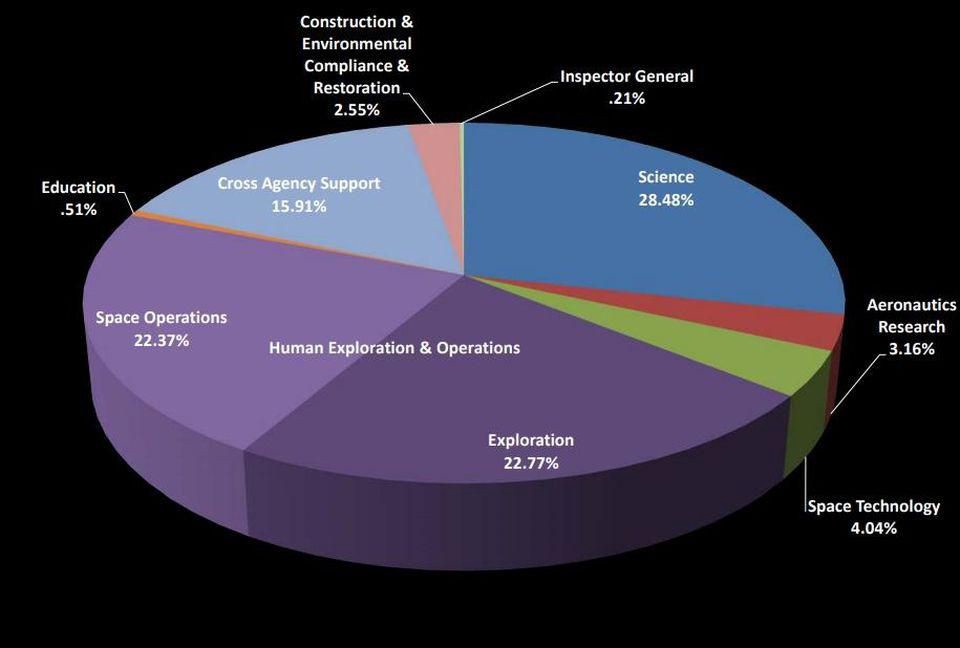 Construction &
Environmental
Compliance &
Restoration
2.55%
Inspector General
.21%
Science
28.48%
Cross Agency Support
15.91%
Education
.51%
Aeronautics
Research
3.16%
Space Operations
22.37%
Human Exploration & Operations
Exploration
22.77%
Space Technology
4.04%